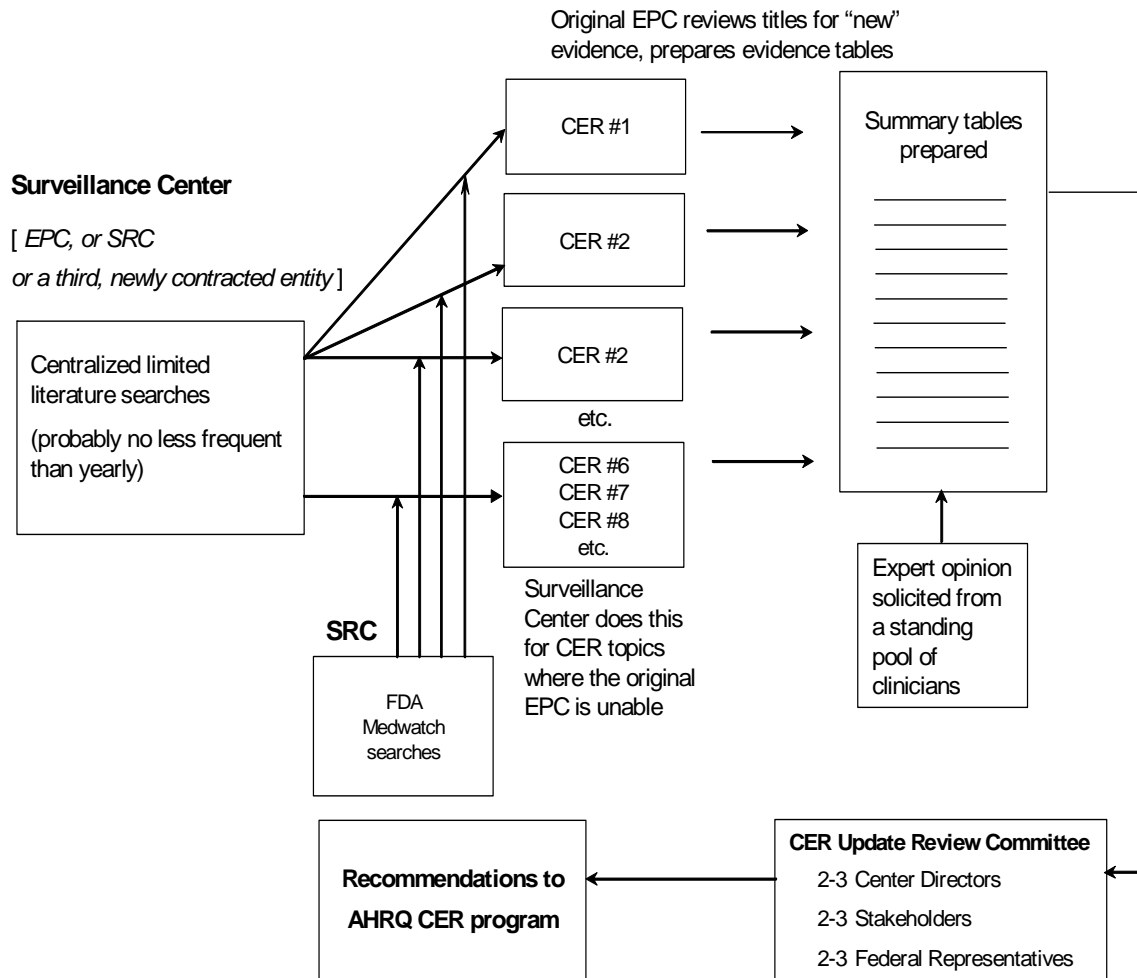 Original EPC reviews titles for “new”
evidence, prepares evidence tables
CER #1
Summary tables
prepared
Surveillance Center
[ EPC, or SRC
or a third, newly contracted entity ]
CER #2
Centralized limited
literature searches
(probably no less frequent
than yearly)
CER #2
etc.
CER #6
CER #7
CER #8
etc.
Surveillance
Center does this
for CER topics
where the original
EPC is unable
Expert opinion
solicited from
a standing
pool of
clinicians
SRC
FDA
Medwatch
searches
Recommendations to
AHRQ CER program
CER Update Review Committee
2-3 Center Directors
2-3 Stakeholders
2-3 Federal Representatives